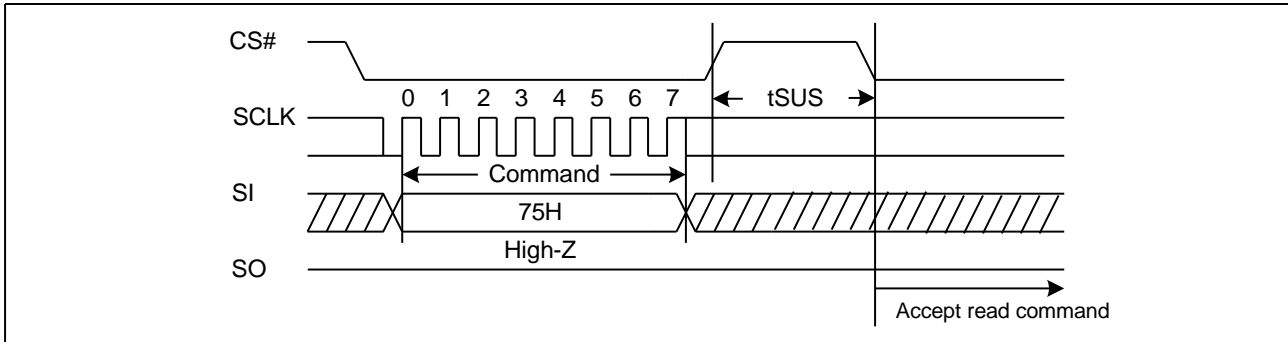 CS#
tSUS
0 1 2 3 4 5 6 7
SCLK
Command
SI
75H
High-Z
SO
Accept read command